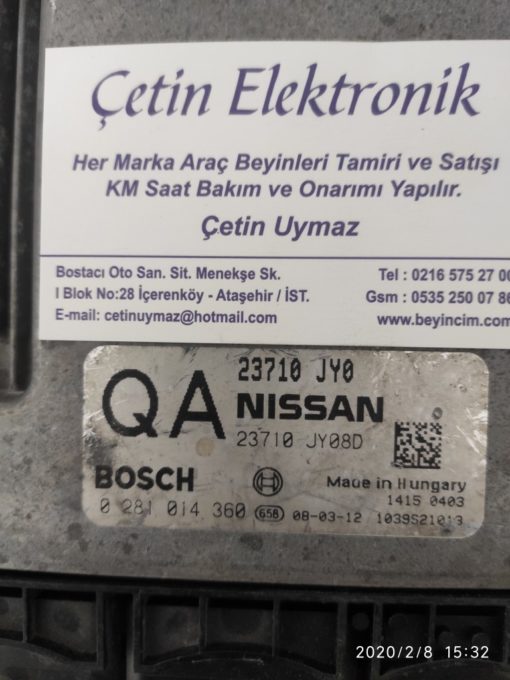 Çetin Elektronik
Her Marka Araç Beyinleri Tamiri ve Satışı
KM Saat Bakım ve Onarımı Yapılır.
Çetin Uymaz
Bostacı Oto San. Sit. Menekşe Sk.
I Blok No:28 İçerenköy - Ataşehir / İST.
E-mail: cetinuymaz@hotmail.com
Tel : 0216 575 27 00
Gsm : 0535 250 07 86
www.beyincim.com
QA
23710 JY0
NISSAN
23710 JY08D
BOSCH
Made in Hungary
1415 0403
0 281 014 360 658 08-03-12 1039S21013
2020/2/8 15:32